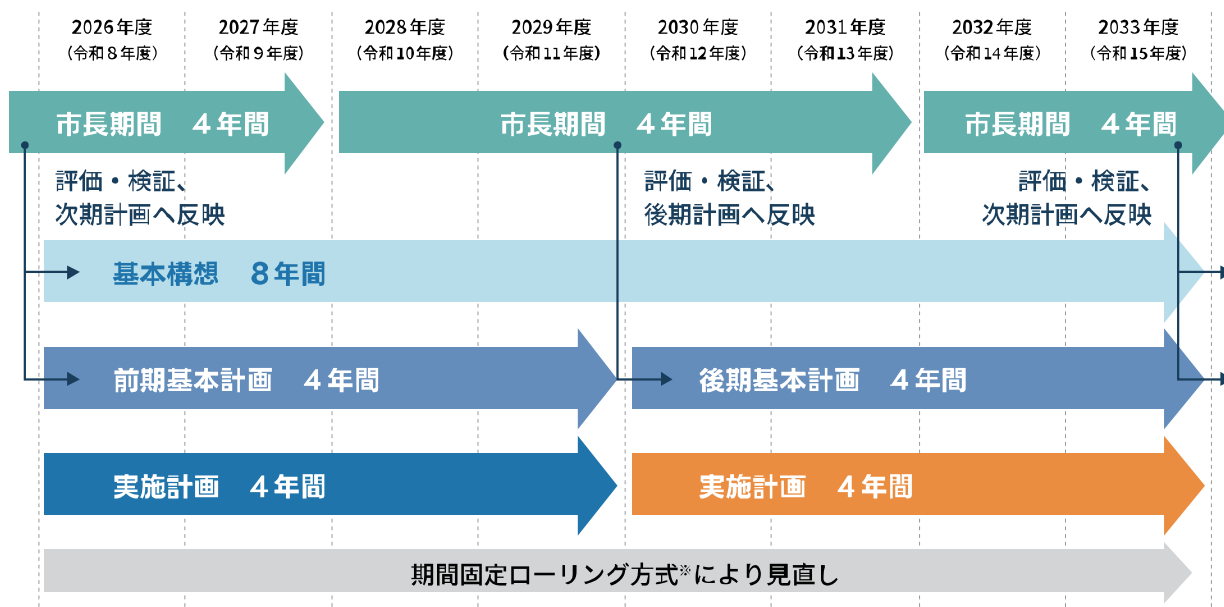 2026年度 2027年度 2028年度 2029年度 2030年度 2031年度 2032年度 2033年度
（令和8年度） （令和9年度） （令和10年度） （令和11年度） （令和12年度） （令和13年度） （令和14年度） （令和15年度）
市長期間　４年間 市長期間　４年間 市長期間　４年間
評価・検証、
次期計画へ反映
評価・検証、
後期計画へ反映
評価・検証、
次期計画へ反映
基本構想　８年間
前期基本計画　４年間 後期基本計画　４年間
実施計画　４年間 実施計画　４年間
期間固定ローリング方式※により見直し